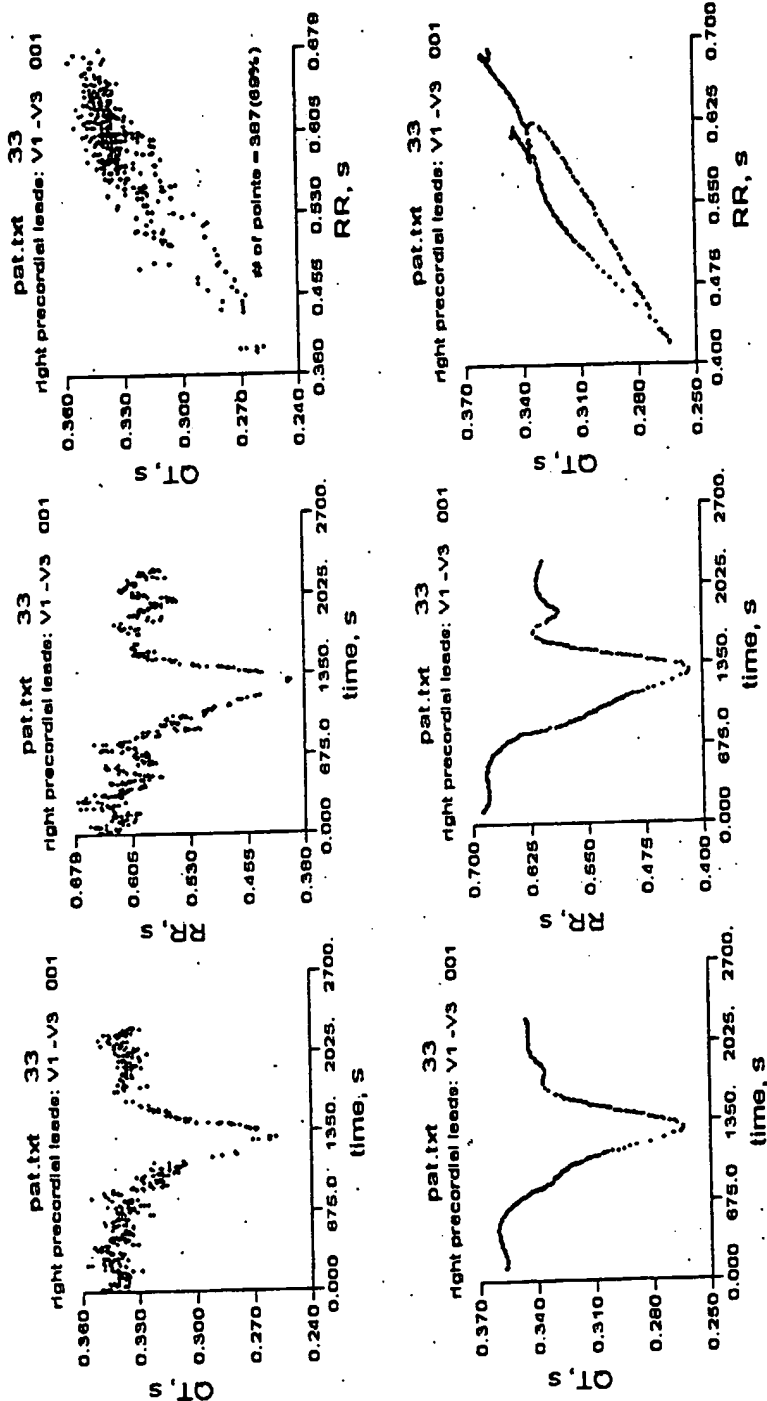 pat.txt 33
right precordial leads: V1-V3 001
0.360
0.330
0.300
0.270
0.240
QT, s
0.000 675.0 1350. 2025. 2700.
time, s
pat.txt 33
right precordial leads: V1-V3 001
0.679
0.605
0.530
0.455
0.380
RR, s
0.000 675.0 1350. 2025. 2700.
time, s
pat.txt 33
right precordial leads: V1-V3 001
0.360
0.330
0.300
0.270
0.240
QT, s
# of points = 387(69%)
0.380 0.455 0.530 0.605 0.679
RR, s
pat.txt 33
right precordial leads: V1-V3 001
0.370
0.340
0.310
0.280
0.250
QT, s
0.000 675.0 1350. 2025. 2700.
time, s
pat.txt 33
right precordial leads: V1-V3 001
0.700
0.625
0.550
0.475
0.400
RR, s
0.000 675.0 1350. 2025. 2700.
time, s
pat.txt 33
right precordial leads: V1-V3 001
0.370
0.340
0.310
0.280
0.250
QT, s
0.400 0.475 0.550 0.625 0.700
RR, s